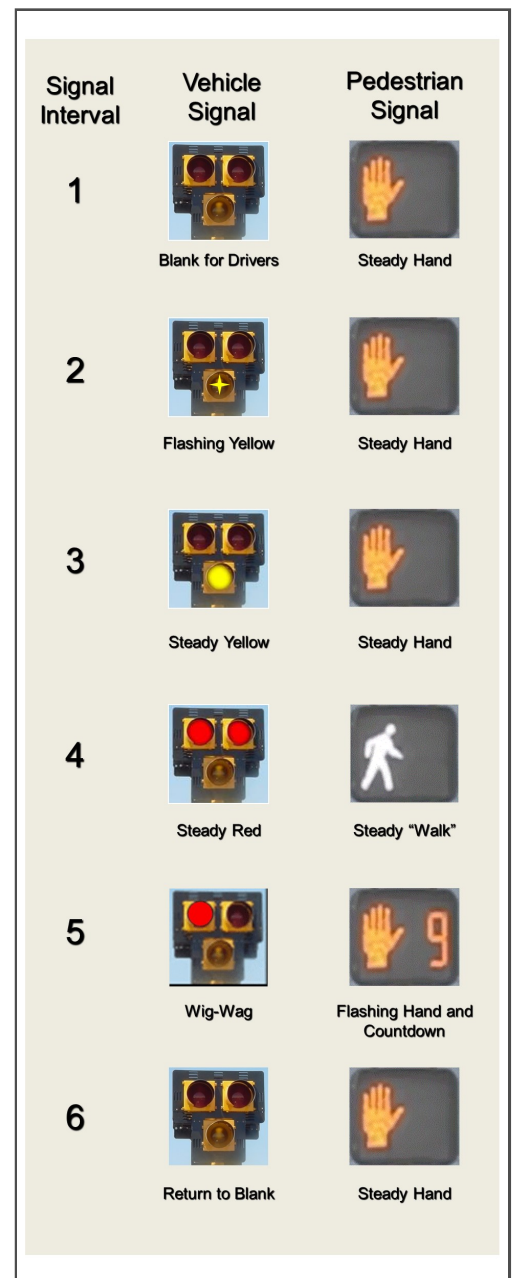 Signal Interval
Vehicle Signal
Pedestrian Signal
1
Blank for Drivers
Steady Hand
2
Flashing Yellow
Steady Hand
3
Steady Yellow
Steady Hand
4
Steady Red
Steady “Walk”
5
9
Wig-Wag
Flashing Hand and
Countdown
6
Return to Blank
Steady Hand